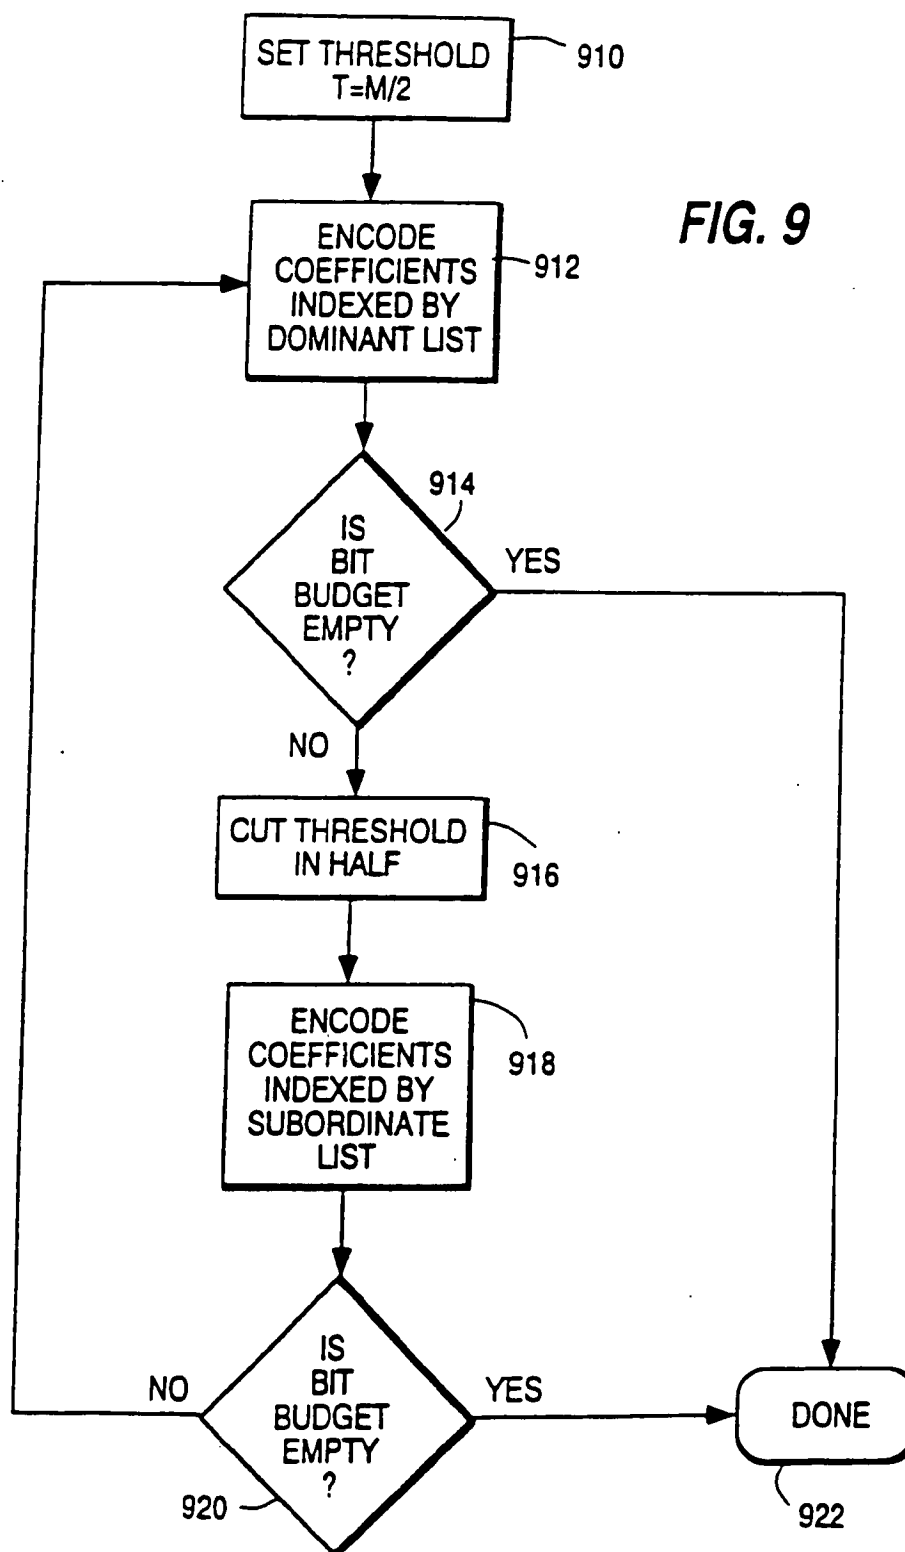 SET THRESHOLD
T=M/2
910
FIG. 9
ENCODE
COEFFICIENTS
INDEXED BY
DOMINANT LIST
912
914
IS
BIT
BUDGET
EMPTY
?
YES
NO
CUT THRESHOLD
IN HALF
916
ENCODE
COEFFICIENTS
INDEXED BY
SUBORDINATE
LIST
918
IS
BIT
BUDGET
EMPTY
?
NO
YES
920
DONE
922